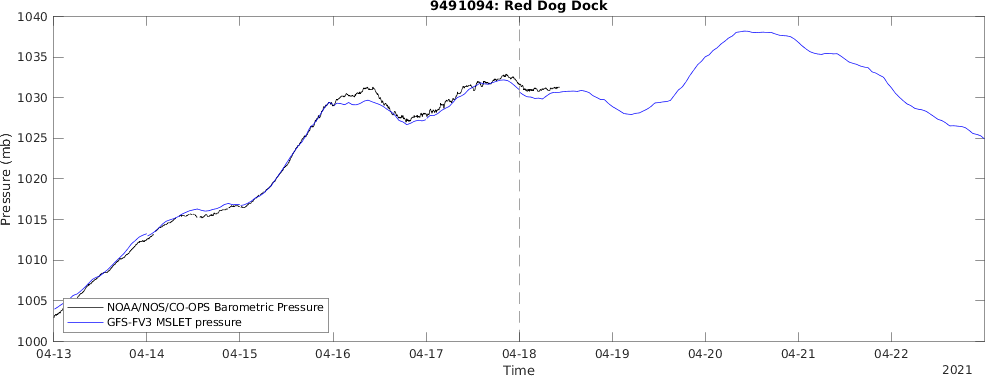 9491094: Red Dog Dock
Pressure (mb)
1040
1035
1030
1025
1020
1015
1010
1005
1000
NOAA/NOS/CO-OPS Barometric Pressure
GFS-FV3 MSLET pressure
04-13 04-14 04-15 04-16 04-17 04-18 04-19 04-20 04-21 04-22
Time
2021